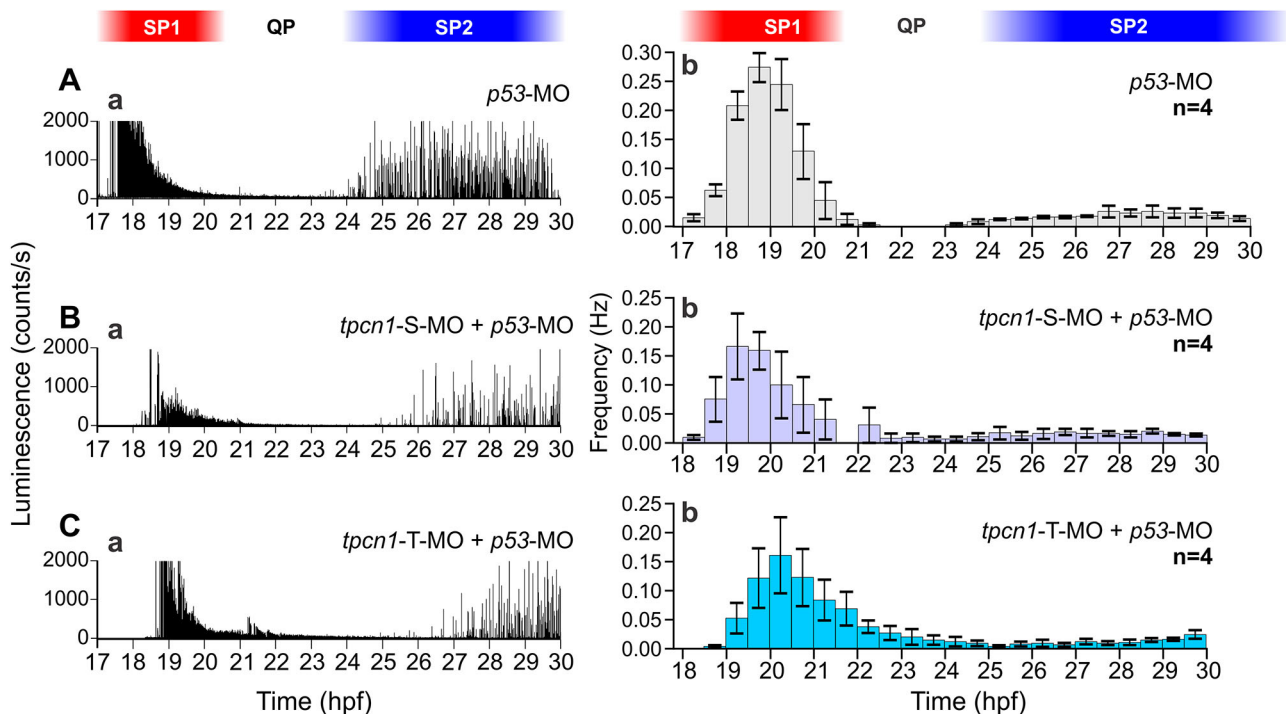 SP1 QP SP2
SP1 QP SP2
A
a
p53-MO
2000
1000
0
17 18 19 20 21 22 23 24 25 26 27 28 29 30
b
p53-MO
n=4
0.30
0.25
0.20
0.15
0.10
0.05
0.00
17 18 19 20 21 22 23 24 25 26 27 28 29 30
B
a
tpcn1-S-MO + p53-MO
2000
1000
0
17 18 19 20 21 22 23 24 25 26 27 28 29 30
b
tpcn1-S-MO + p53-MO
n=4
0.25
0.20
0.15
0.10
0.05
0.00
18 19 20 21 22 23 24 25 26 27 28 29 30
C
a
tpcn1-T-MO + p53-MO
2000
1000
0
17 18 19 20 21 22 23 24 25 26 27 28 29 30
b
tpcn1-T-MO + p53-MO
n=4
0.25
0.20
0.15
0.10
0.05
0.00
18 19 20 21 22 23 24 25 26 27 28 29 30
Luminescence (counts/s)
Frequency (Hz)
Time (hpf)
Time (hpf)